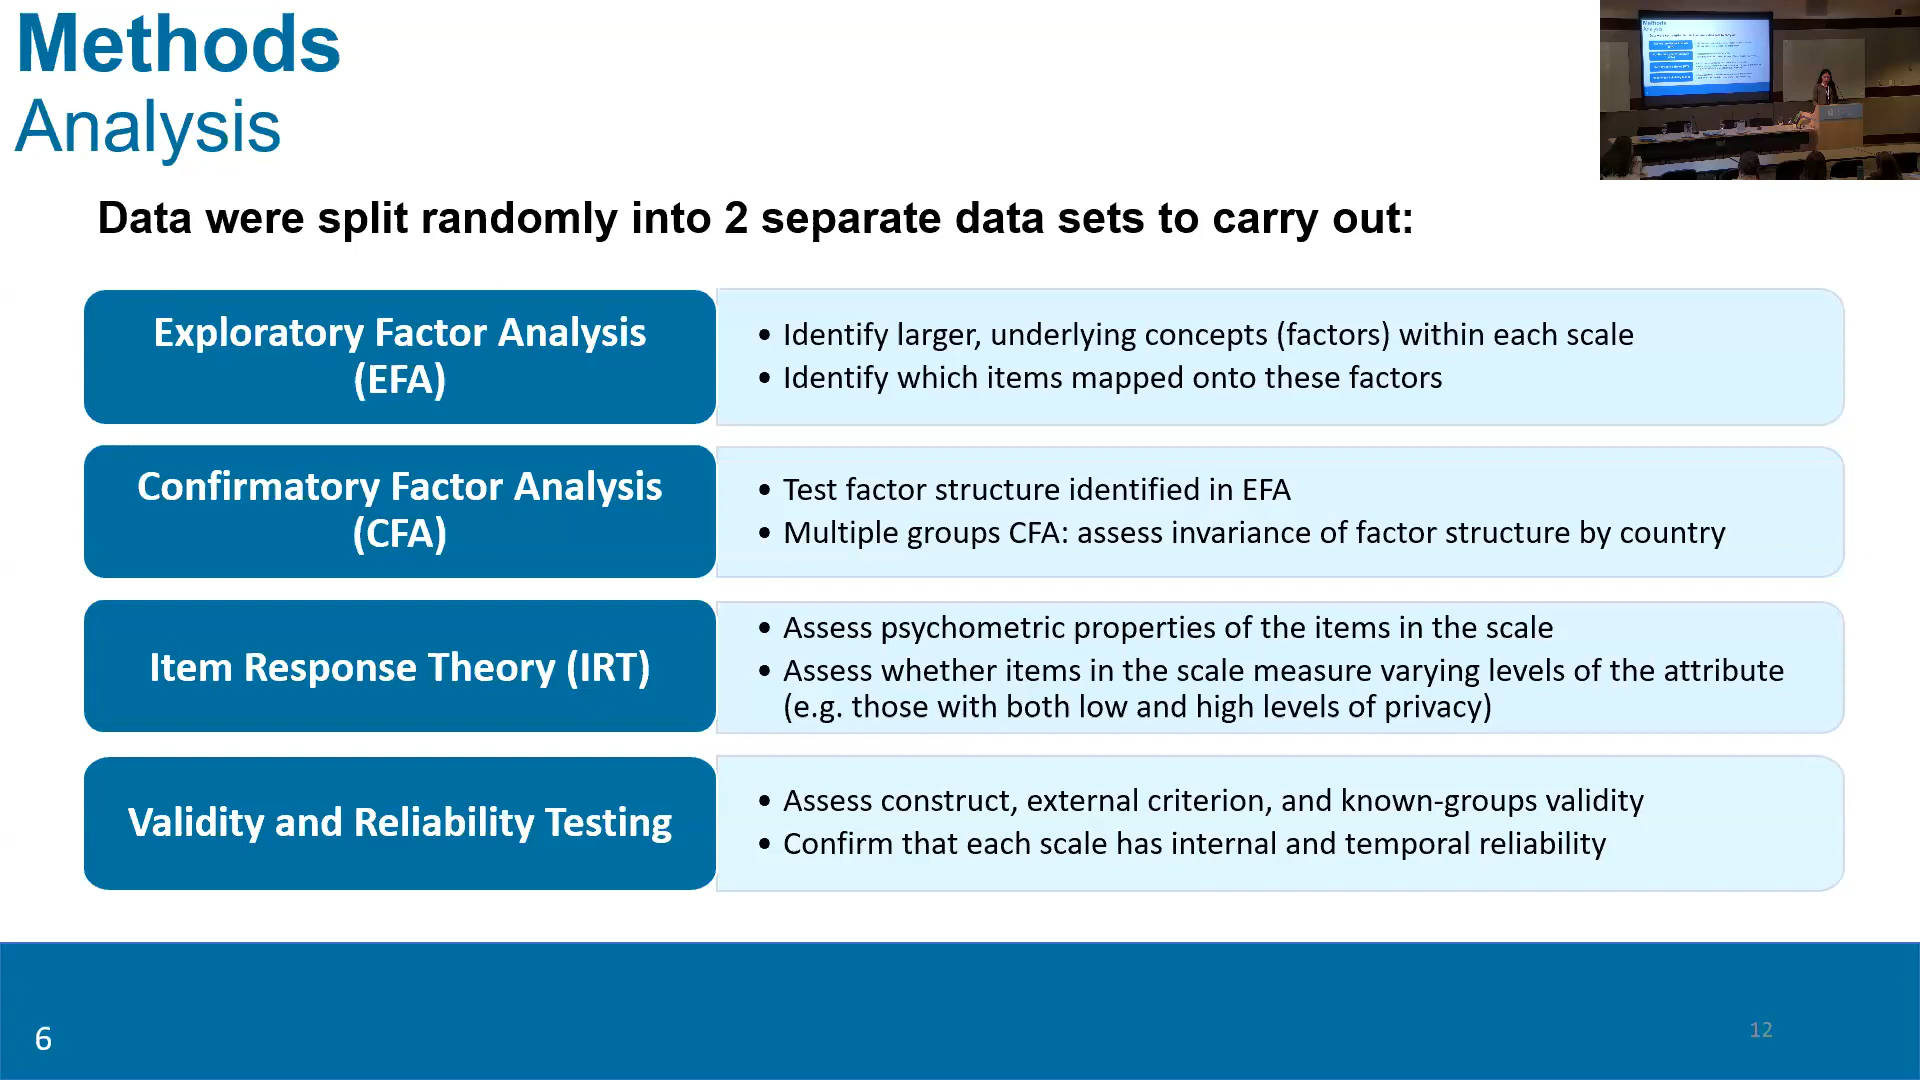 Methods
Analysis
Data were split randomly into 2 separate data sets to carry out:
Exploratory Factor Analysis
(EFA)
• Identify larger, underlying concepts (factors) within each scale
• Identify which items mapped onto these factors
Confirmatory Factor Analysis
(CFA)
• Test factor structure identified in EFA
• Multiple groups CFA: assess invariance of factor structure by country
Item Response Theory (IRT)
• Assess psychometric properties of the items in the scale
• Assess whether items in the scale measure varying levels of the attribute
(e.g. those with both low and high levels of privacy)
Validity and Reliability Testing
• Assess construct, external criterion, and known-groups validity
• Confirm that each scale has internal and temporal reliability
6
12
Methods
Analysis